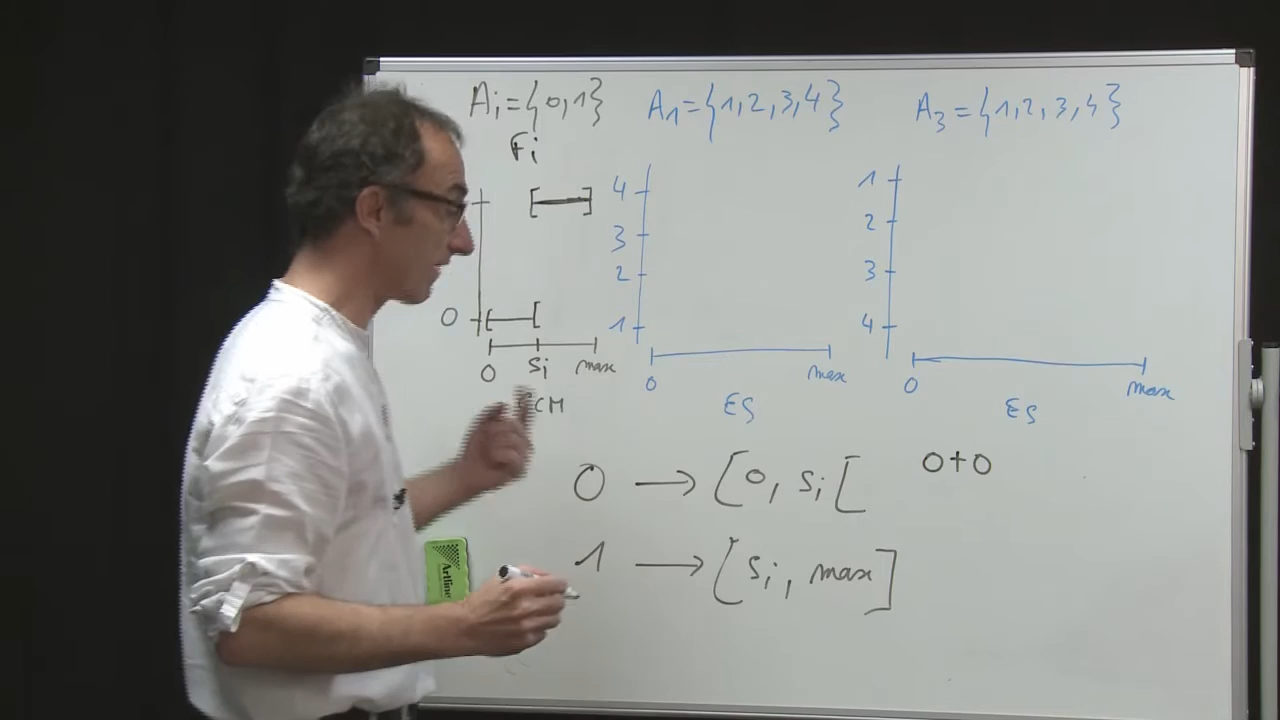 Ai={0,1} A1={1,2,3,4} A3={1,2,3,4}
Fi
4 1
3 2
2 3
0 1 4
0 si max 0 max 0 max
ES ES
0 → [0, si[ 0+0
1 → [si, max]
Artline